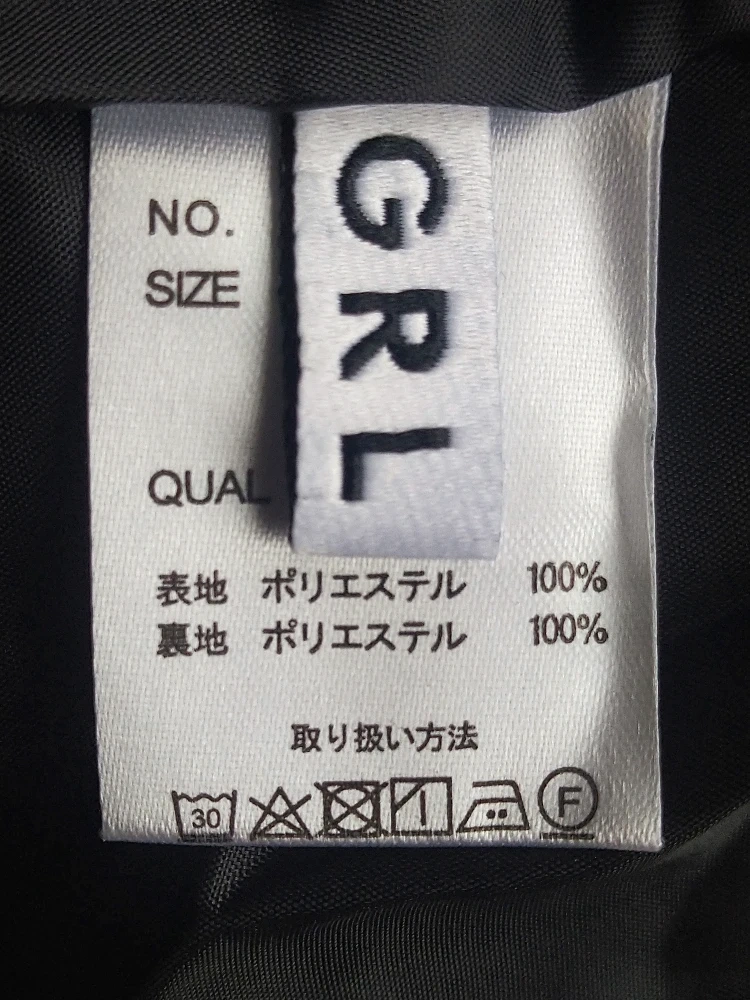 NO.
SIZE
GRL
QUAL
表地 ポリエステル 100%
裏地 ポリエステル 100%
取り扱い方法
30
F